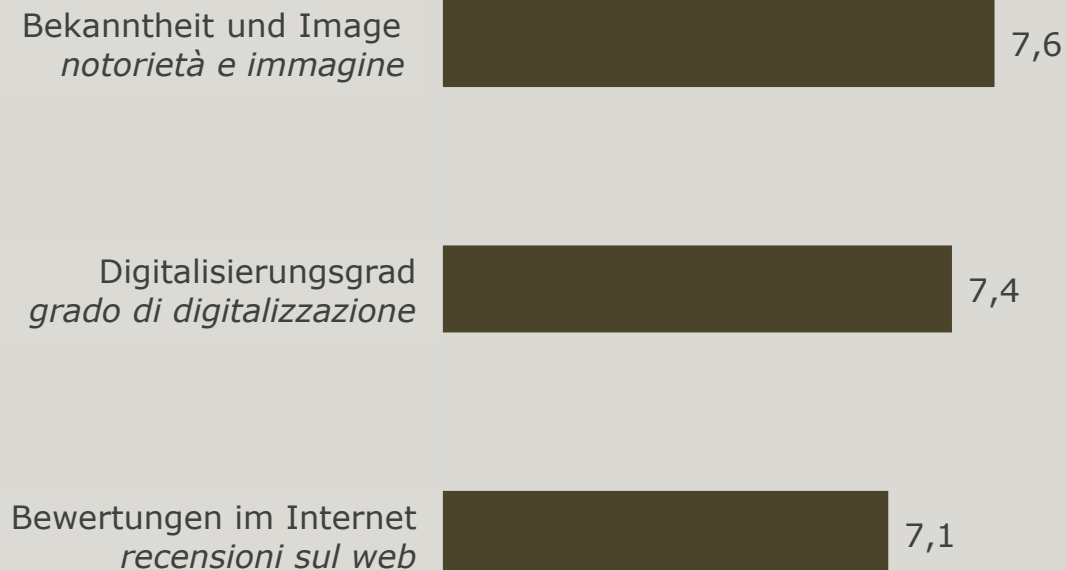 Bekanntheit und Image
notorietà e immagine
7,6
Digitalisierungsgrad
grado di digitalizzazione
7,4
Bewertungen im Internet
recensioni sul web
7,1